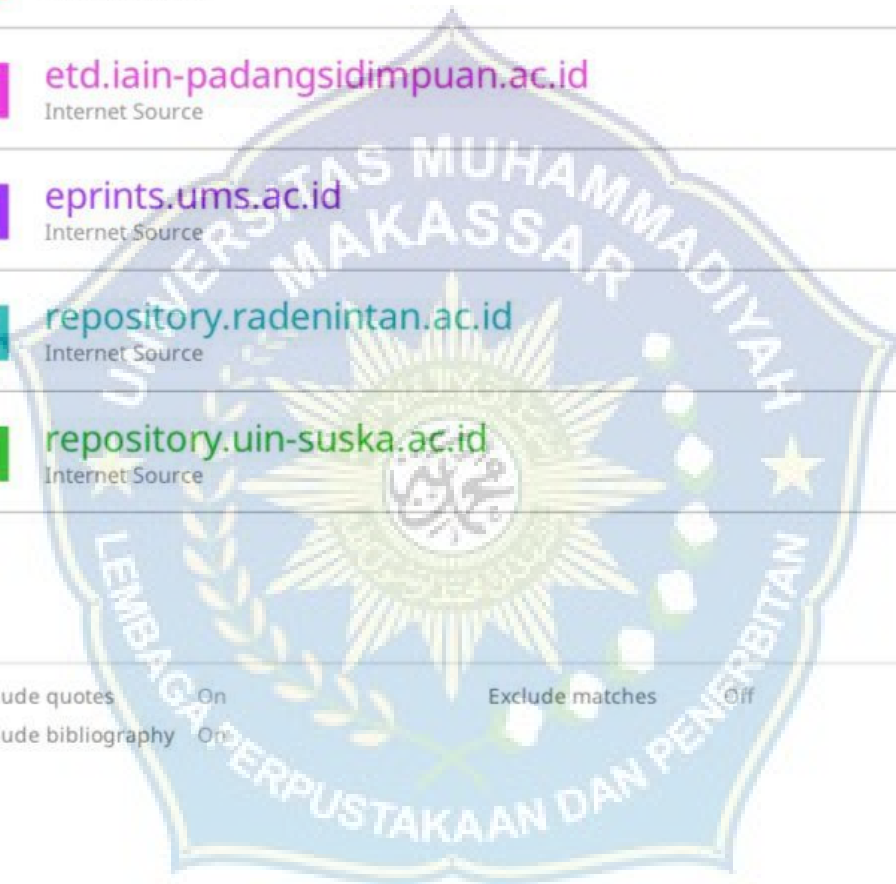 etd.iain-padangsidimpuan.ac.id
Internet Source
eprints.ums.ac.id
Internet Source
repository.radenintan.ac.id
Internet Source
repository.uin-suska.ac.id
Internet Source
ude quotes On Exclude matches Off
ude bibliography On
UNIVERSITAS MUHAMMADIYAH
MAKASSAR
LEMBAGA PERPUSTAKAAN DAN PENERBITAN